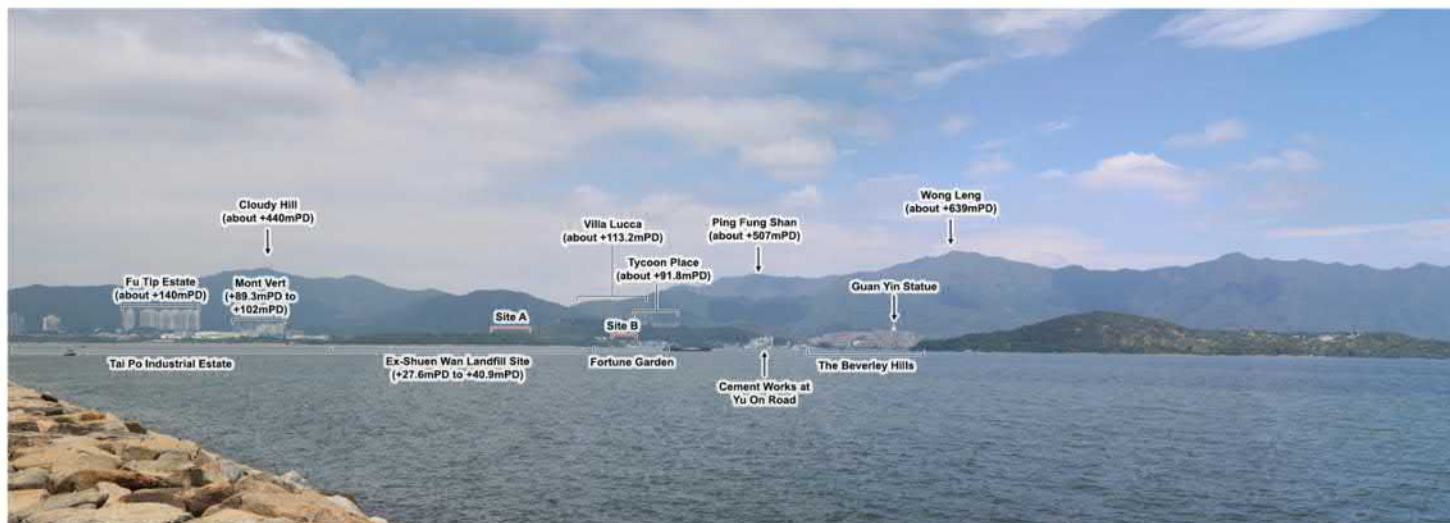 Cloudy Hill
(about +440mPD)
Fu Tip Estate
(about +140mPD)
Mont Vert
(+89.3mPD to
+102mPD)
Villa Lucca
(about +113.2mPD)
Tycoon Place
(about +91.8mPD)
Ping Fung Shan
(about +507mPD)
Wong Leng
(about +639mPD)
Guan Yin Statue
Site A
Site B
Tai Po Industrial Estate
Ex-Shuen Wan Landfill Site
(+27.6mPD to +40.9mPD)
Fortune Garden
Cement Works at
Yu On Road
The Beverley Hills